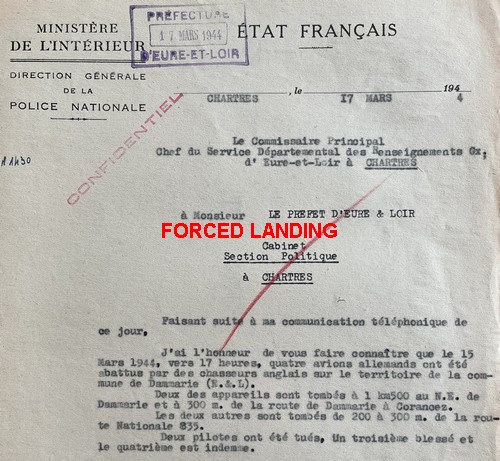 MINISTÈRE
DE L'INTÉRIEUR
DIRECTION GÉNÉRALE
DE LA
POLICE NATIONALE
PRÉFECTURE
17 MARS 1944
D'EURE-ET-LOIR
ÉTAT FRANÇAIS
CHARTRES, le 17 MARS 1944
CONFIDENTIEL
Le Commissaire Principal
Chef du Service Départemental des Renseignements Gx,
d'Eure-et-Loir à CHARTRES
à Monsieur LE PREFET D'EURE & LOIR
FORCED LANDING
Cabinet
Section Politique
à CHARTRES
Faisant suite à ma communication téléphonique de
ce jour,
J'ai l'honneur de vous faire connaître que le 15
Mars 1944, vers 17 heures, quatre avions allemands ont été
abattus par des chasseurs anglais sur le territoire de la com-
mune de Dammarie (E.&L).
Deux des appareils sont tombés à 1 km500 au N.E. de
Dammarie et à 300 m. de la route de Dammarie à Corancez.
Les deux autres sont tombés de 200 à 300 m. de la rou-
te Nationale 835.
Deux pilotes ont été tués, Un troisième blessé et
le quatrième est indemne.